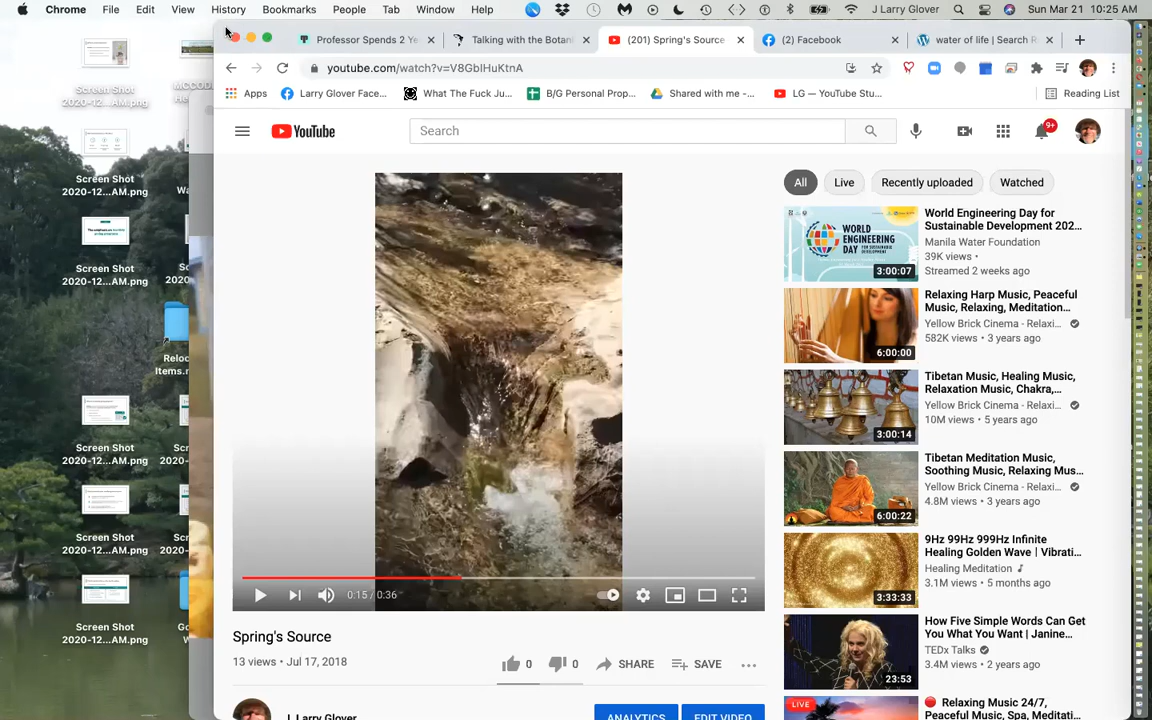 Chrome File Edit View History Bookmarks People Tab Window Help J Larry Glover Sun Mar 21 10:25 AM
Professor Spends 2 Ye
Talking with the Botan
(201) Spring's Source
(2) Facebook
water of life | Search R
youtube.com/watch?v=V8GbIHuKtnA
Apps Larry Glover Face... What The Fuck Ju... B/G Personal Prop... Shared with me -... LG — YouTube Stu... Reading List
YouTube
Search
9+
All Live Recently uploaded Watched
WORLD
ENGINEERING
DAY
3:00:07
World Engineering Day for
Sustainable Development 202...
Manila Water Foundation
39K views •
Streamed 2 weeks ago
6:00:00
Relaxing Harp Music, Peaceful
Music, Relaxing, Meditation...
Yellow Brick Cinema - Relaxi...
582K views • 3 years ago
3:00:14
Tibetan Music, Healing Music,
Relaxation Music, Chakra,...
Yellow Brick Cinema - Relaxi...
10M views • 5 years ago
6:00:22
Tibetan Meditation Music,
Soothing Music, Relaxing Mus...
Yellow Brick Cinema - Relaxi...
4.8M views • 3 years ago
3:33:33
9Hz 99Hz 999Hz Infinite
Healing Golden Wave | Vibrati...
Healing Meditation
3.1M views • 5 months ago
23:53
How Five Simple Words Can Get
You What You Want | Janine...
TEDx Talks
3.4M views • 2 years ago
LIVE
Relaxing Music 24/7,
Peaceful Music, Spa, Meditati...
0:15 / 0:36
Spring's Source
13 views • Jul 17, 2018
0 0 SHARE SAVE
J. Larry Glover
ANALYTICS EDIT VIDEO
Screen Shot
2020-12...AM.png
Screen Shot
2020-12...AM.png
Screen Shot
2020-12...AM.png
Reloc
Items.n
Screen Shot
2020-12...AM.png
Screen Shot
2020-12...AM.png
Screen Shot
2020-12...AM.png